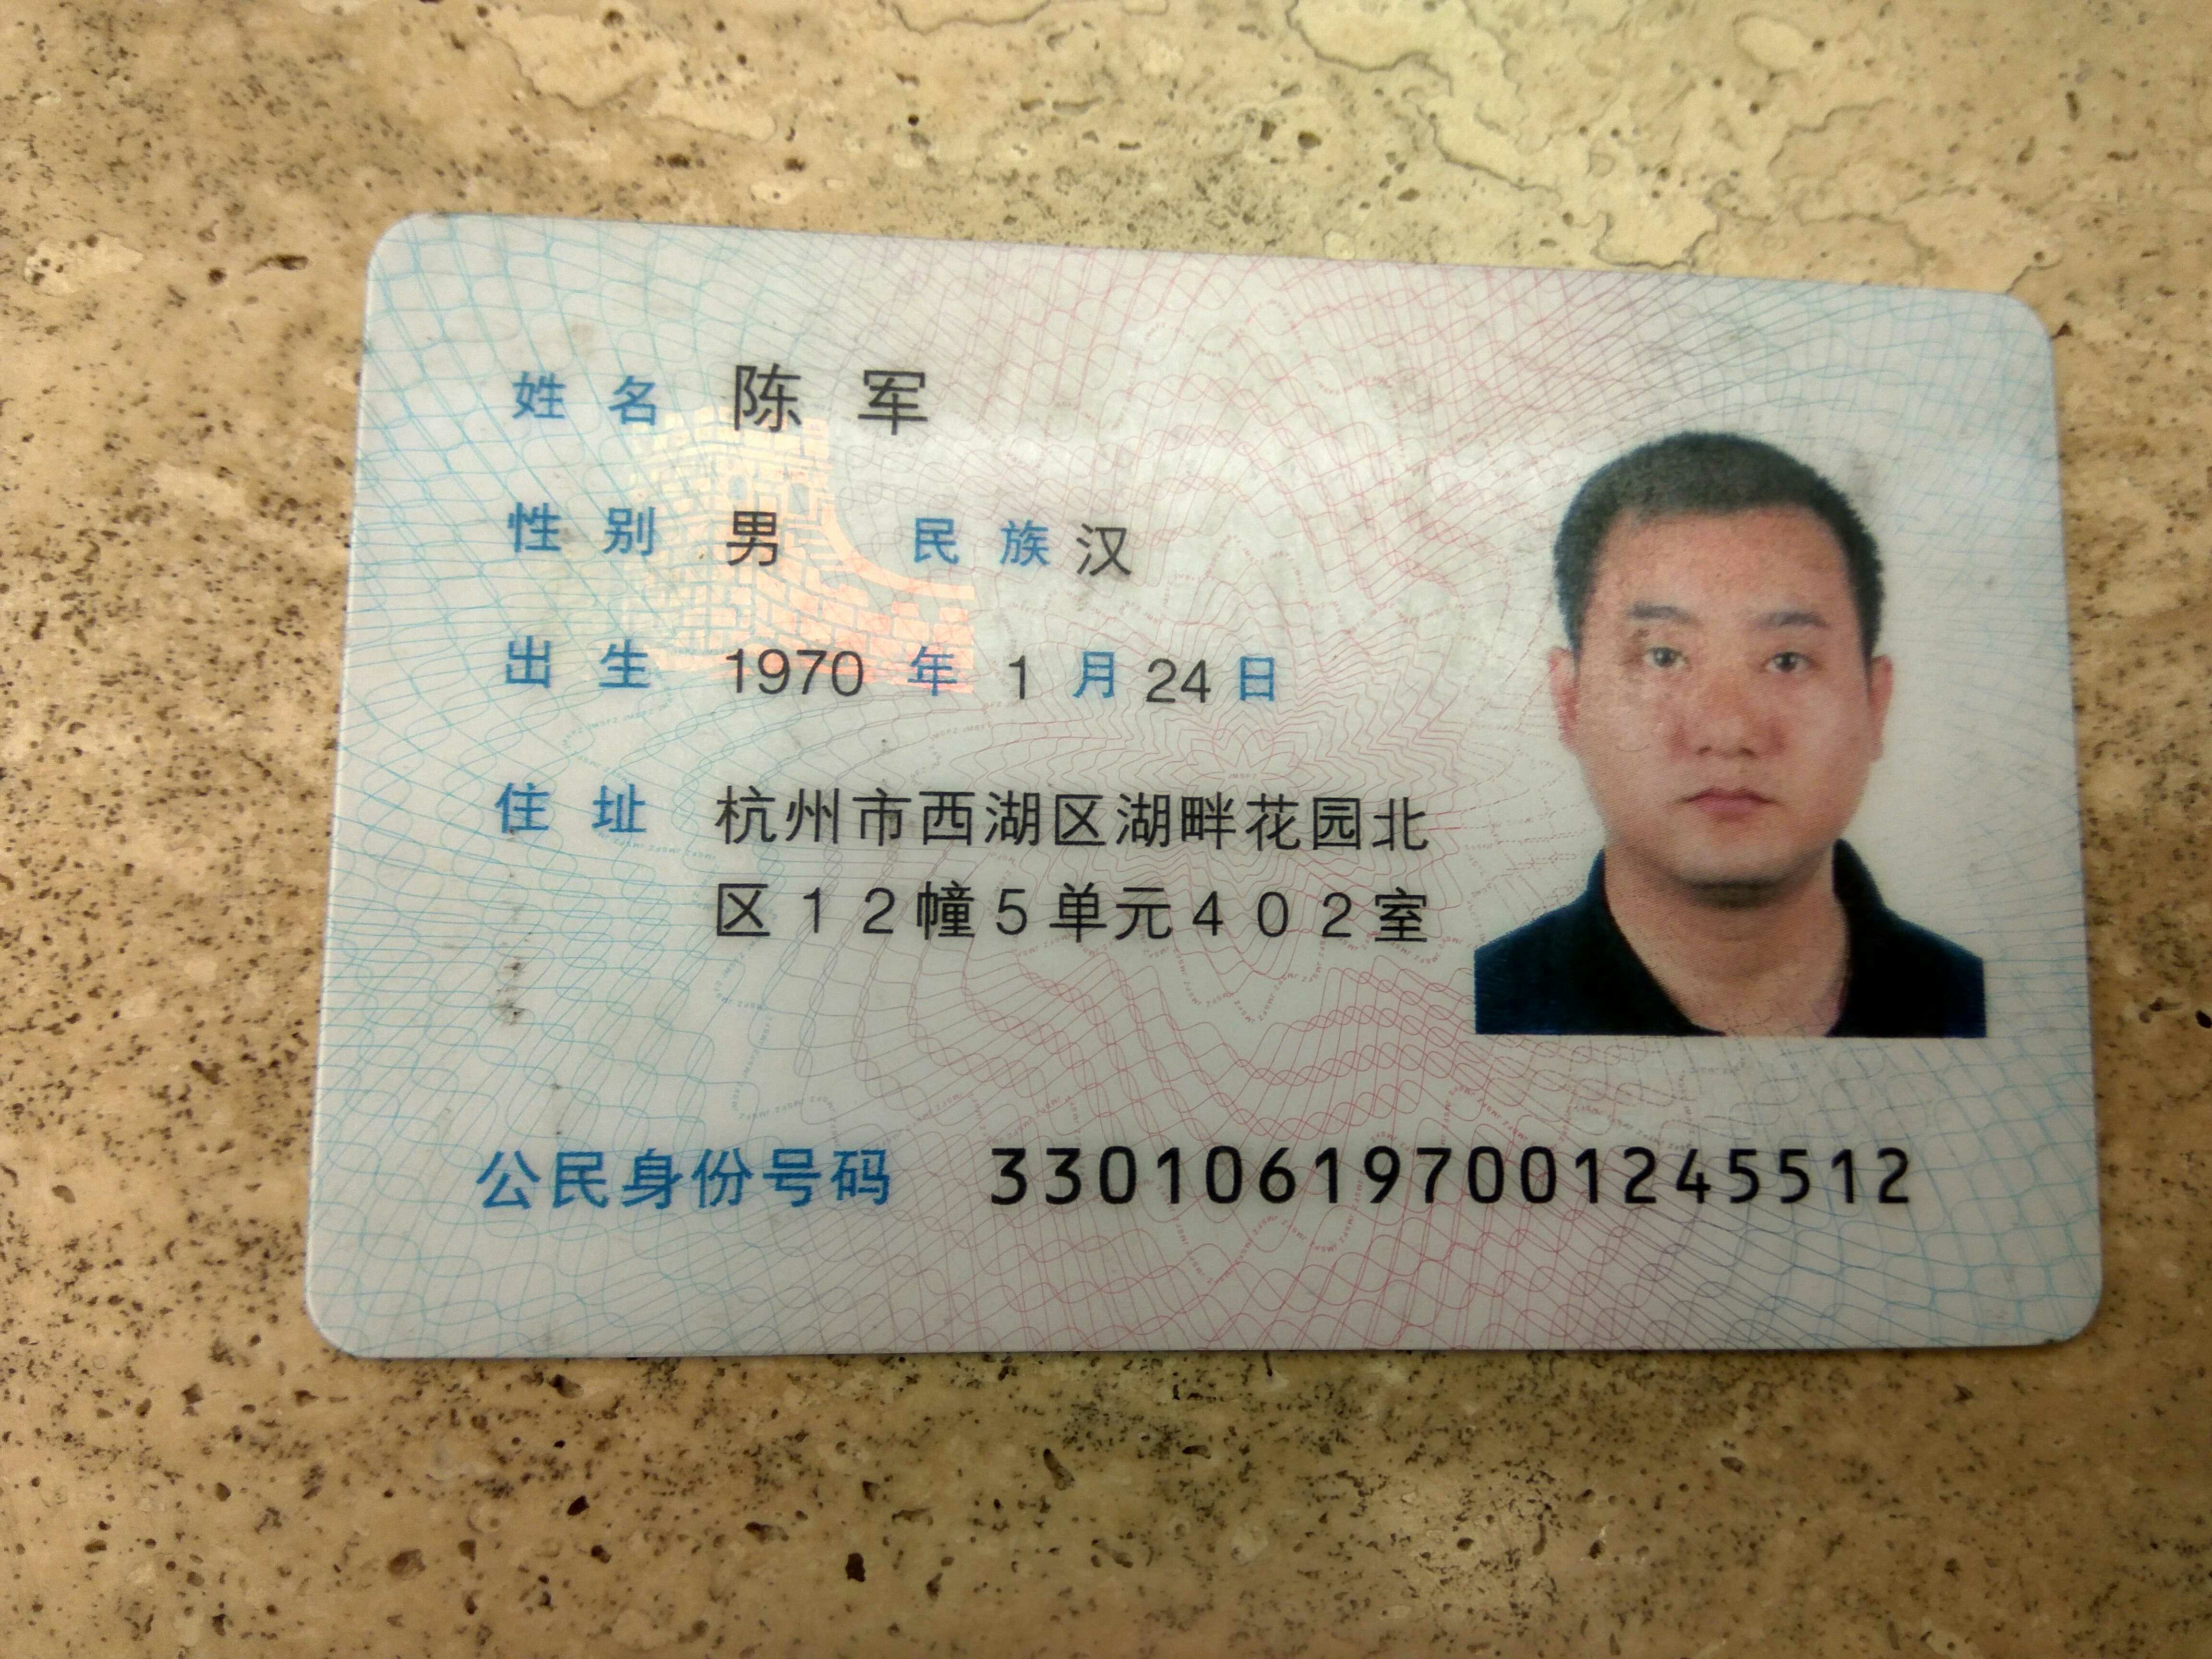 姓名 陈军
性别 男 民族 汉
出生 1970 年 1 月 24 日
住址 杭州市西湖区湖畔花园北
区12幢5单元402室
公民身份号码 330106197001245512